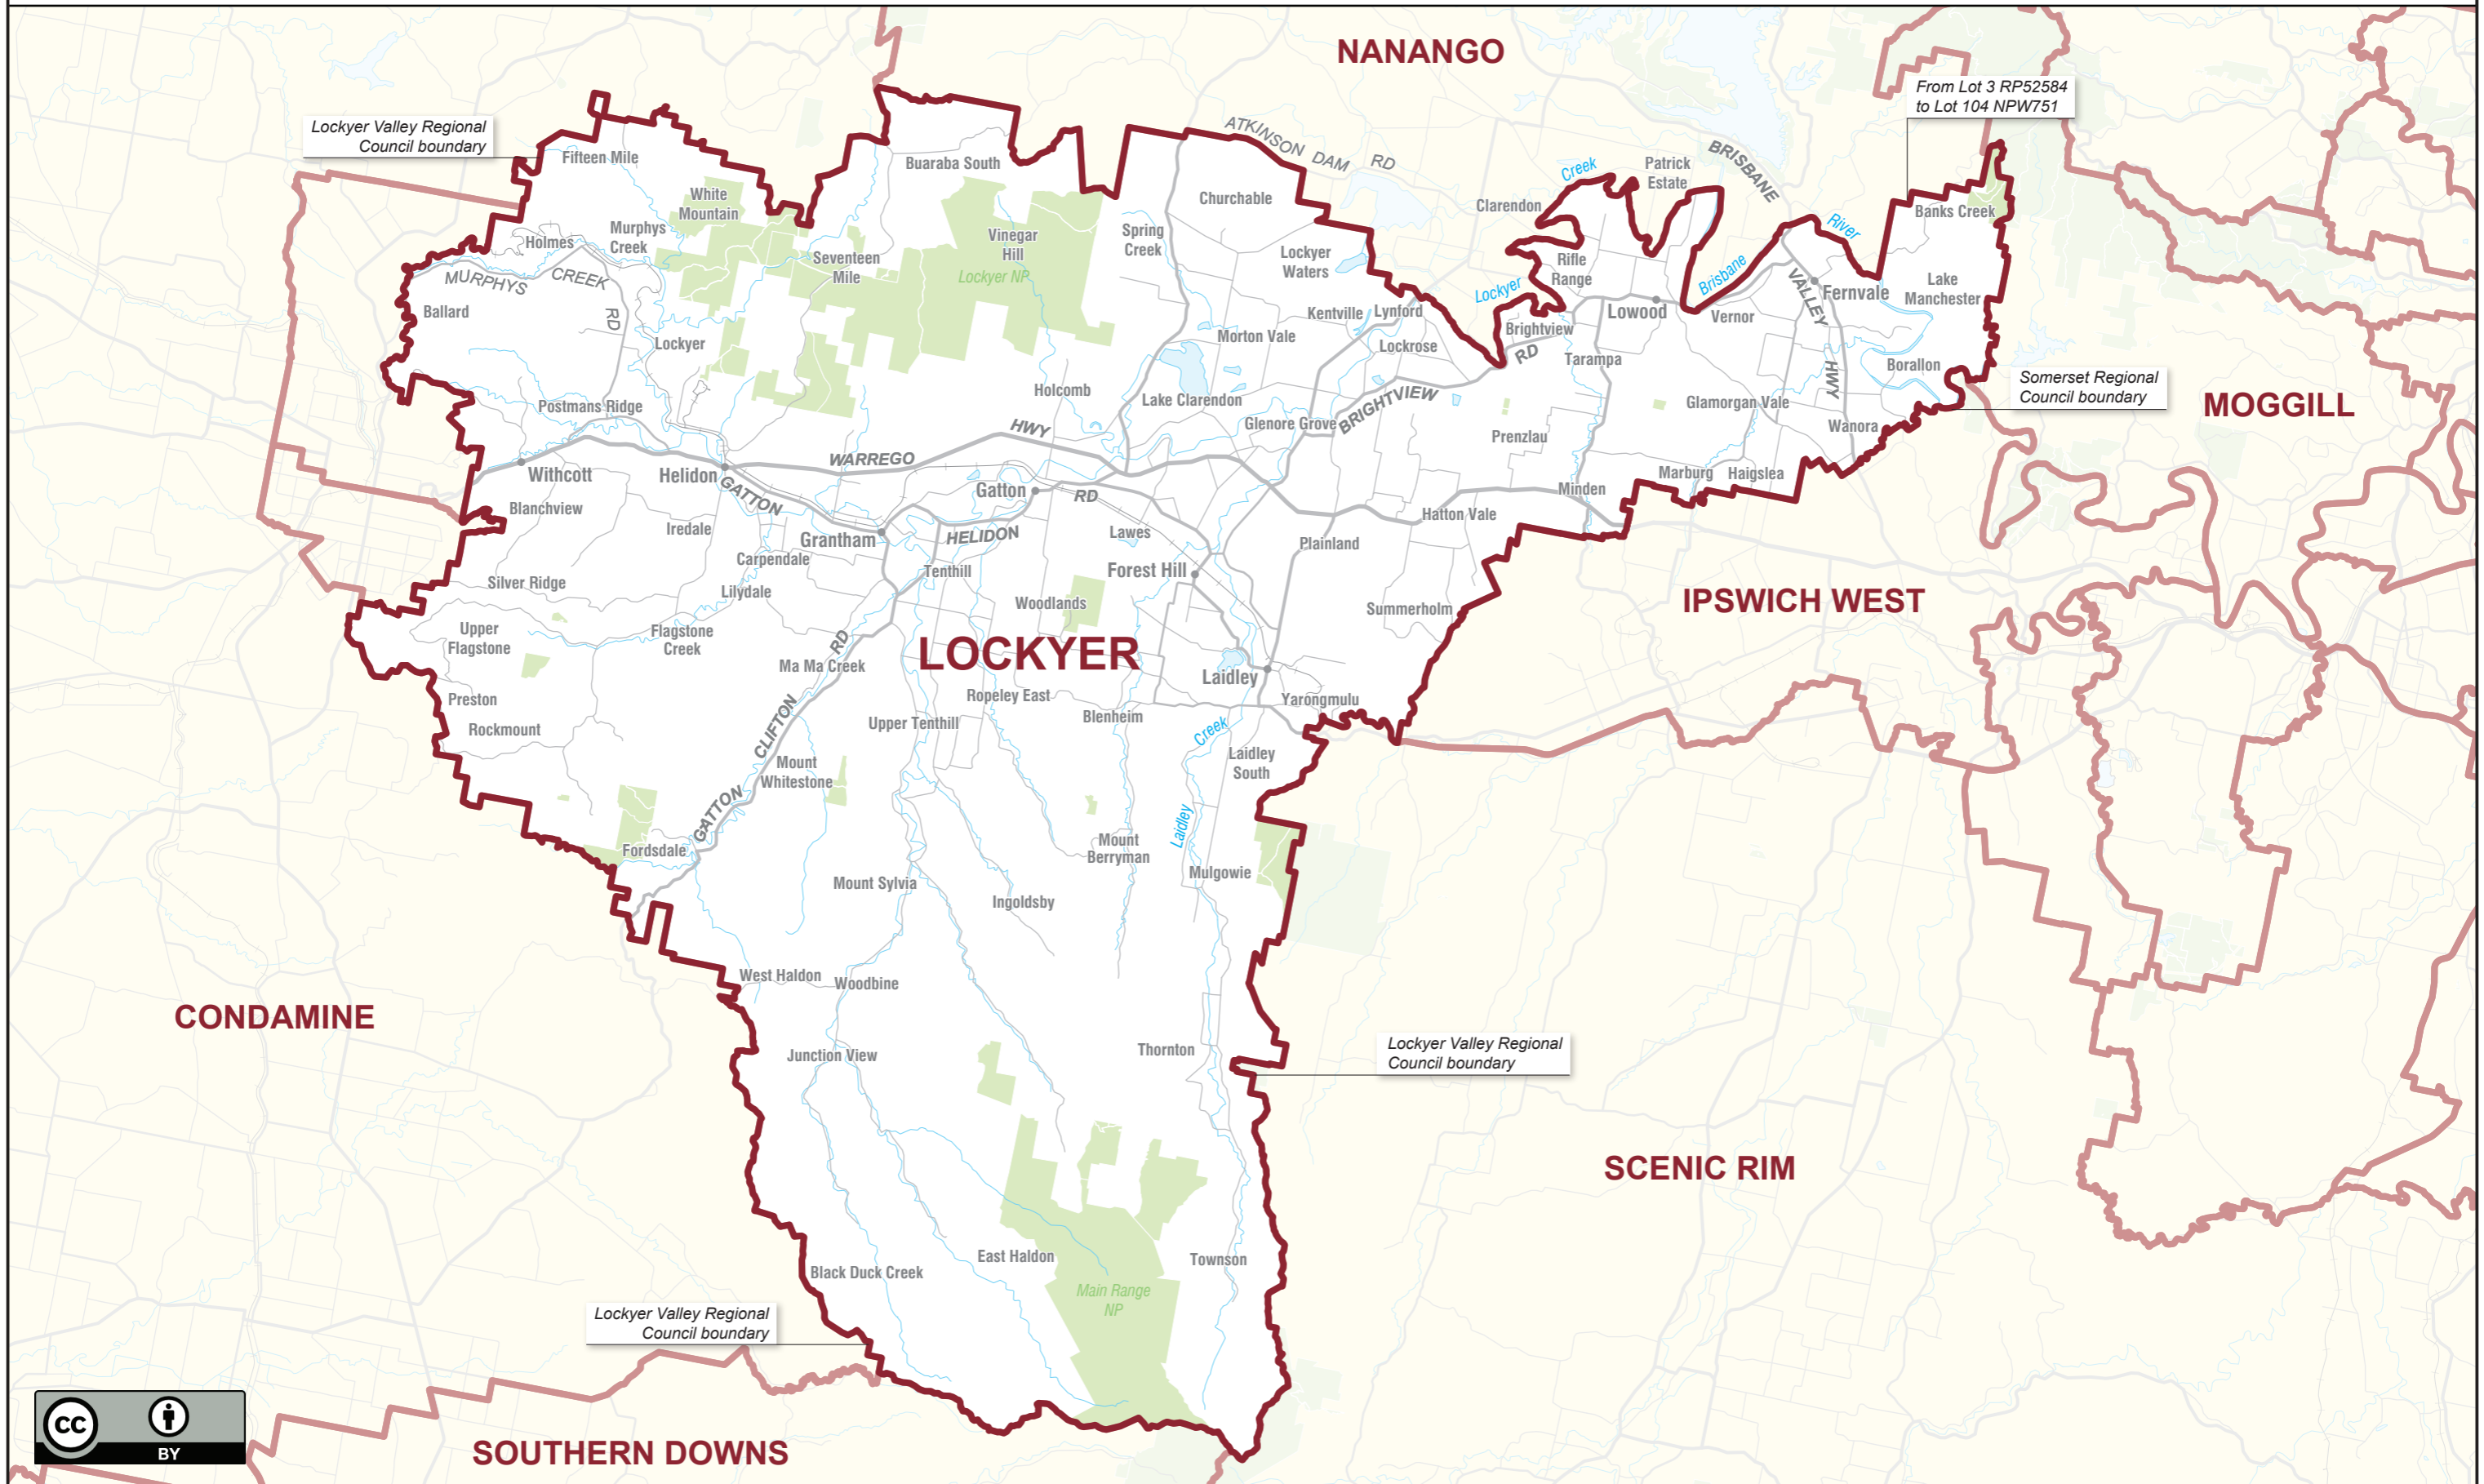 NANANGO
From Lot 3 RP52584
to Lot 104 NPW751
Lockyer Valley Regional
Council boundary
ATKINSON DAM RD
BRISBANE
Creek
Patrick
Estate
Fifteen Mile
Buaraba South
White
Mountain
Churchable
Clarendon
Banks Creek
River
Murphys
Creek
Holmes
Vinegar
Hill
Spring
Creek
Lockyer
Waters
Seventeen
Mile
Lockyer NP
Rifle
Range
Brisbane
MURPHYS CREEK RD
VALLEY HWY
Lockyer
Fernvale
Lake
Manchester
Ballard
Kentville
Lynford
Lowood
Vernor
Lockyer
Morton Vale
Lockrose
Brightview
Tarampa
Borallon
BRIGHTVIEW RD
Somerset Regional
Council boundary
MOGGILL
Postmans Ridge
Holcomb
Lake Clarendon
Glenore Grove
Prenzlau
Glamorgan Vale
Wanora
WARREGO HWY
Withcott
Helidon
Gatton
Minden
Marburg
Haigslea
GATTON HELIDON RD
Blanchview
Iredale
Grantham
Lawes
Hatton Vale
Carpendale
Plainland
Tenthill
Forest Hill
Silver Ridge
Lilydale
Woodlands
Summerholm
IPSWICH WEST
Upper
Flagstone
Flagstone
Creek
LOCKYER
Ma Ma Creek
Laidley
Preston
Ropeley East
Yarongmulu
Rockmount
Upper Tenthill
Blenheim
GATTON CLIFTON RD
Creek
Laidley
South
Mount
Whitestone
Laidley
Fordsdale
Mount
Berryman
Mount Sylvia
Mulgowie
Ingoldsby
West Haldon
Woodbine
CONDAMINE
Junction View
Thornton
Lockyer Valley Regional
Council boundary
SCENIC RIM
East Haldon
Townson
Black Duck Creek
Main Range
NP
Lockyer Valley Regional
Council boundary
cc
BY
SOUTHERN DOWNS